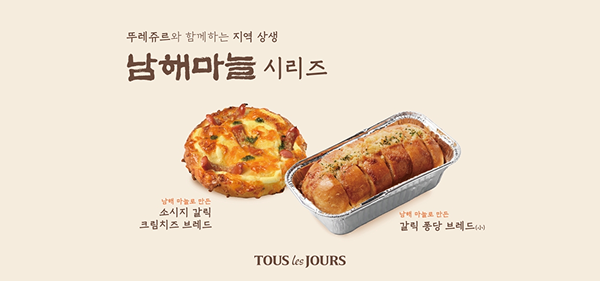 뚜레쥬르와 함께하는 지역 상생
남해마늘 시리즈
남해 마늘로 만든
소시지 갈릭
크림치즈 브레드
남해 마늘로 만든
갈릭 퐁당 브레드(小)
TOUS les JOURS